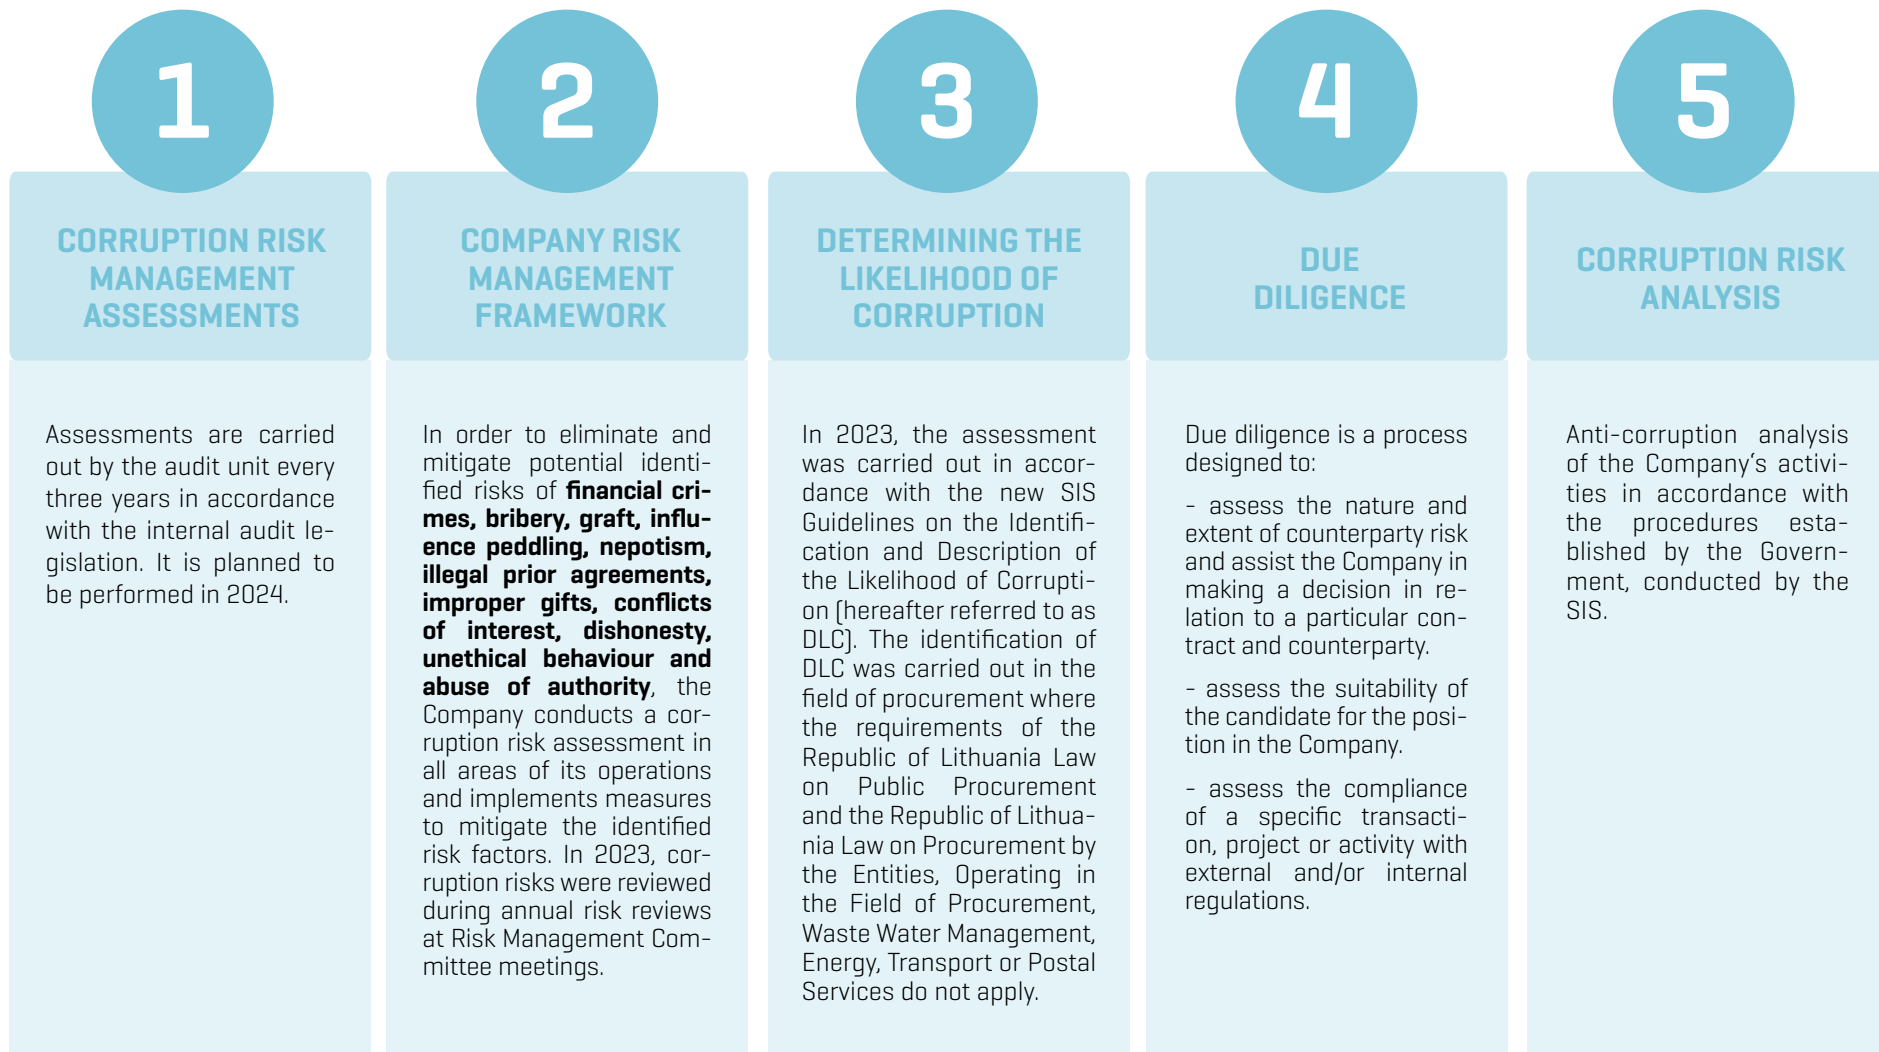 1
CORRUPTION RISK
MANAGEMENT
ASSESSMENTS
Assessments are carried
out by the audit unit every
three years in accordance
with the internal audit le-
gislation. It is planned to
be performed in 2024.
2
COMPANY RISK
MANAGEMENT
FRAMEWORK
In order to eliminate and
mitigate potential identi-
fied risks of financial cri-
mes, bribery, graft, influ-
ence peddling, nepotism,
illegal prior agreements,
improper gifts, conflicts
of interest, dishonesty,
unethical behaviour and
abuse of authority, the
Company conducts a cor-
ruption risk assessment in
all areas of its operations
and implements measures
to mitigate the identified
risk factors. In 2023, cor-
ruption risks were reviewed
during annual risk reviews
at Risk Management Com-
mittee meetings.
3
DETERMINING THE
LIKELIHOOD OF
CORRUPTION
In 2023, the assessment
was carried out in accor-
dance with the new SIS
Guidelines on the Identifi-
cation and Description of
the Likelihood of Corrupti-
on (hereafter referred to as
DLC). The identification of
DLC was carried out in the
field of procurement where
the requirements of the
Republic of Lithuania Law
on Public Procurement
and the Republic of Lithua-
nia Law on Procurement by
the Entities, Operating in
the Field of Procurement,
Waste Water Management,
Energy, Transport or Postal
Services do not apply.
4
DUE
DILIGENCE
Due diligence is a process
designed to:
- assess the nature and
extent of counterparty risk
and assist the Company in
making a decision in re-
lation to a particular con-
tract and counterparty.
- assess the suitability of
the candidate for the posi-
tion in the Company.
- assess the compliance
of a specific transacti-
on, project or activity with
external and/or internal
regulations.
5
CORRUPTION RISK
ANALYSIS
Anti-corruption analysis
of the Company's activi-
ties in accordance with
the procedures esta-
blished by the Govern-
ment, conducted by the
SIS.